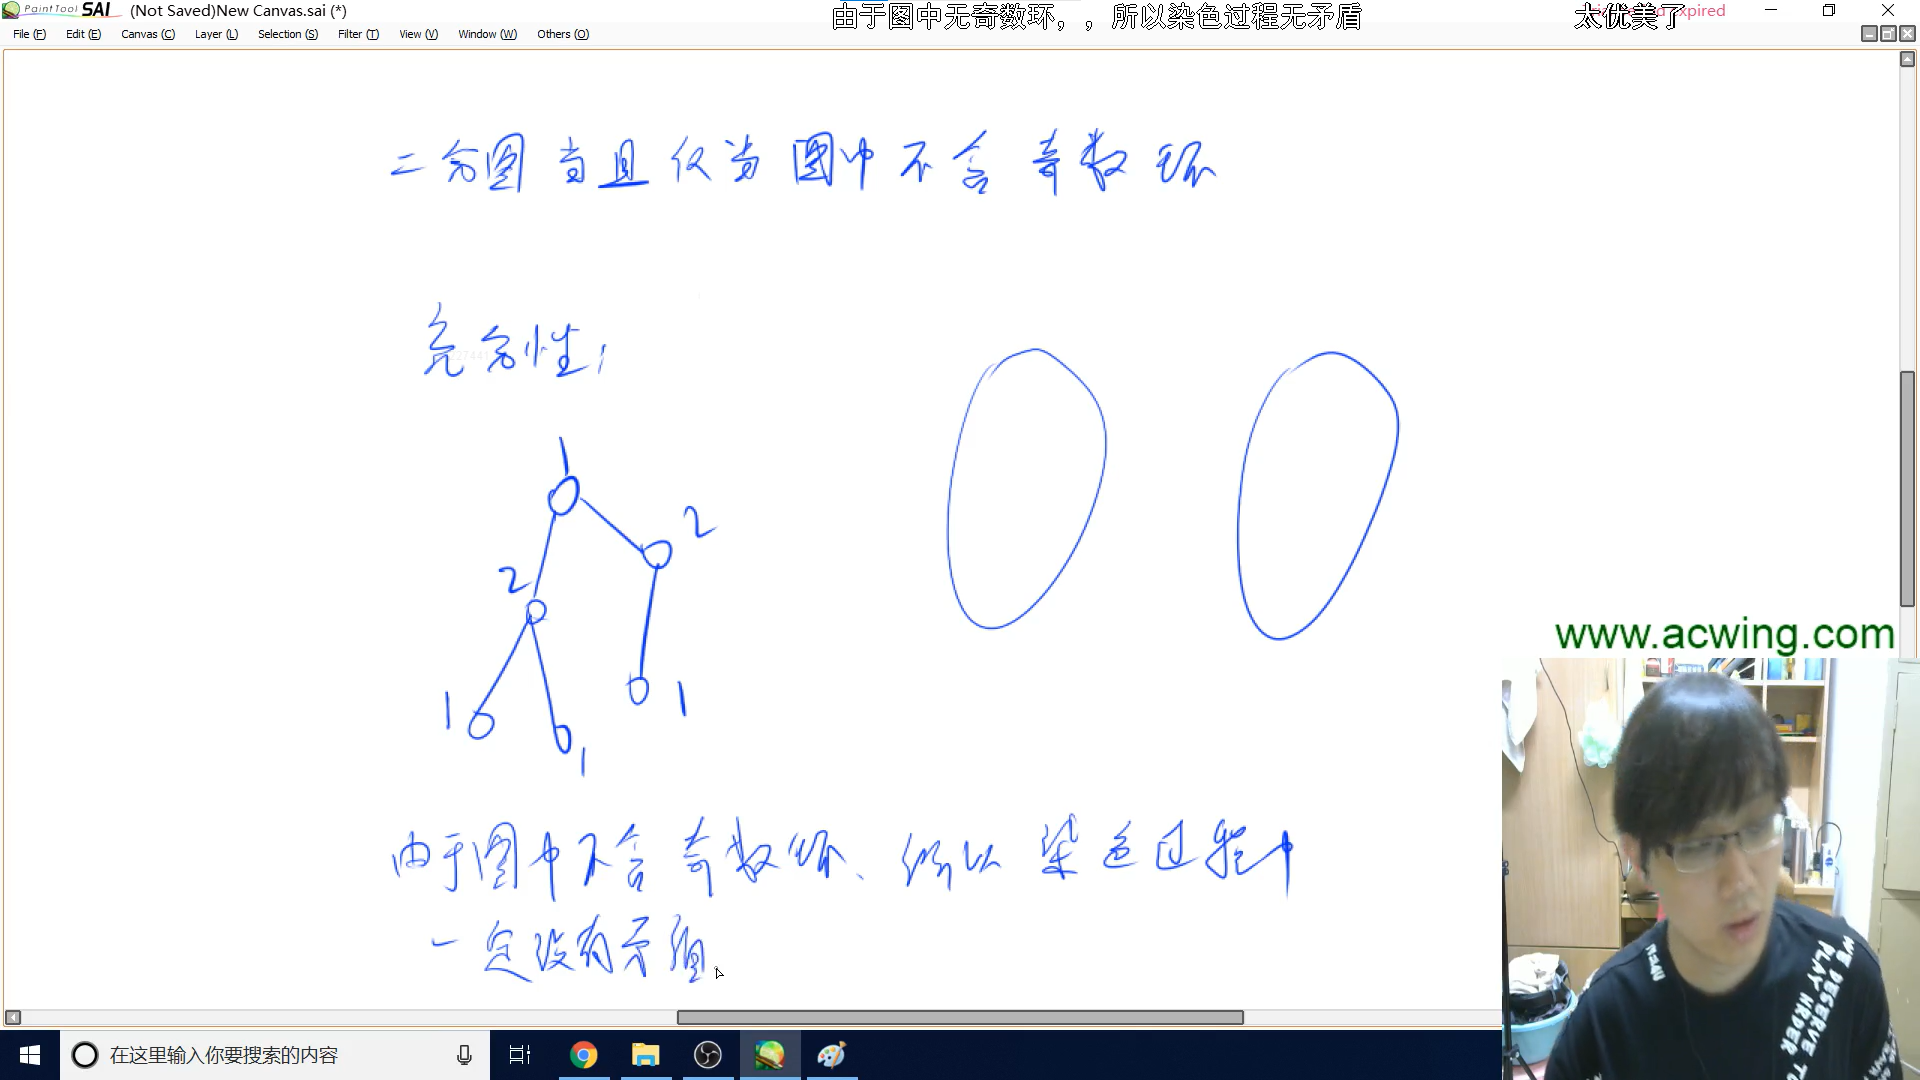 PaintTool SAI (Not Saved)New Canvas.sai (*)
由于图中无奇数环，，所以染色过程无矛盾
太优美了
xpired
File (F) Edit (E) Canvas (C) Layer (L) Selection (S) Filter (T) View (V) Window (W) Others (O)
二分图当且仅当图中不含奇数环
充分性：
1
2
2
1
1
1
www.acwing.com
由于图中不含奇数环、所以染色过程中
一定没有矛盾.
WE DESERVE
PLAY HARDER
在这里输入你要搜索的内容